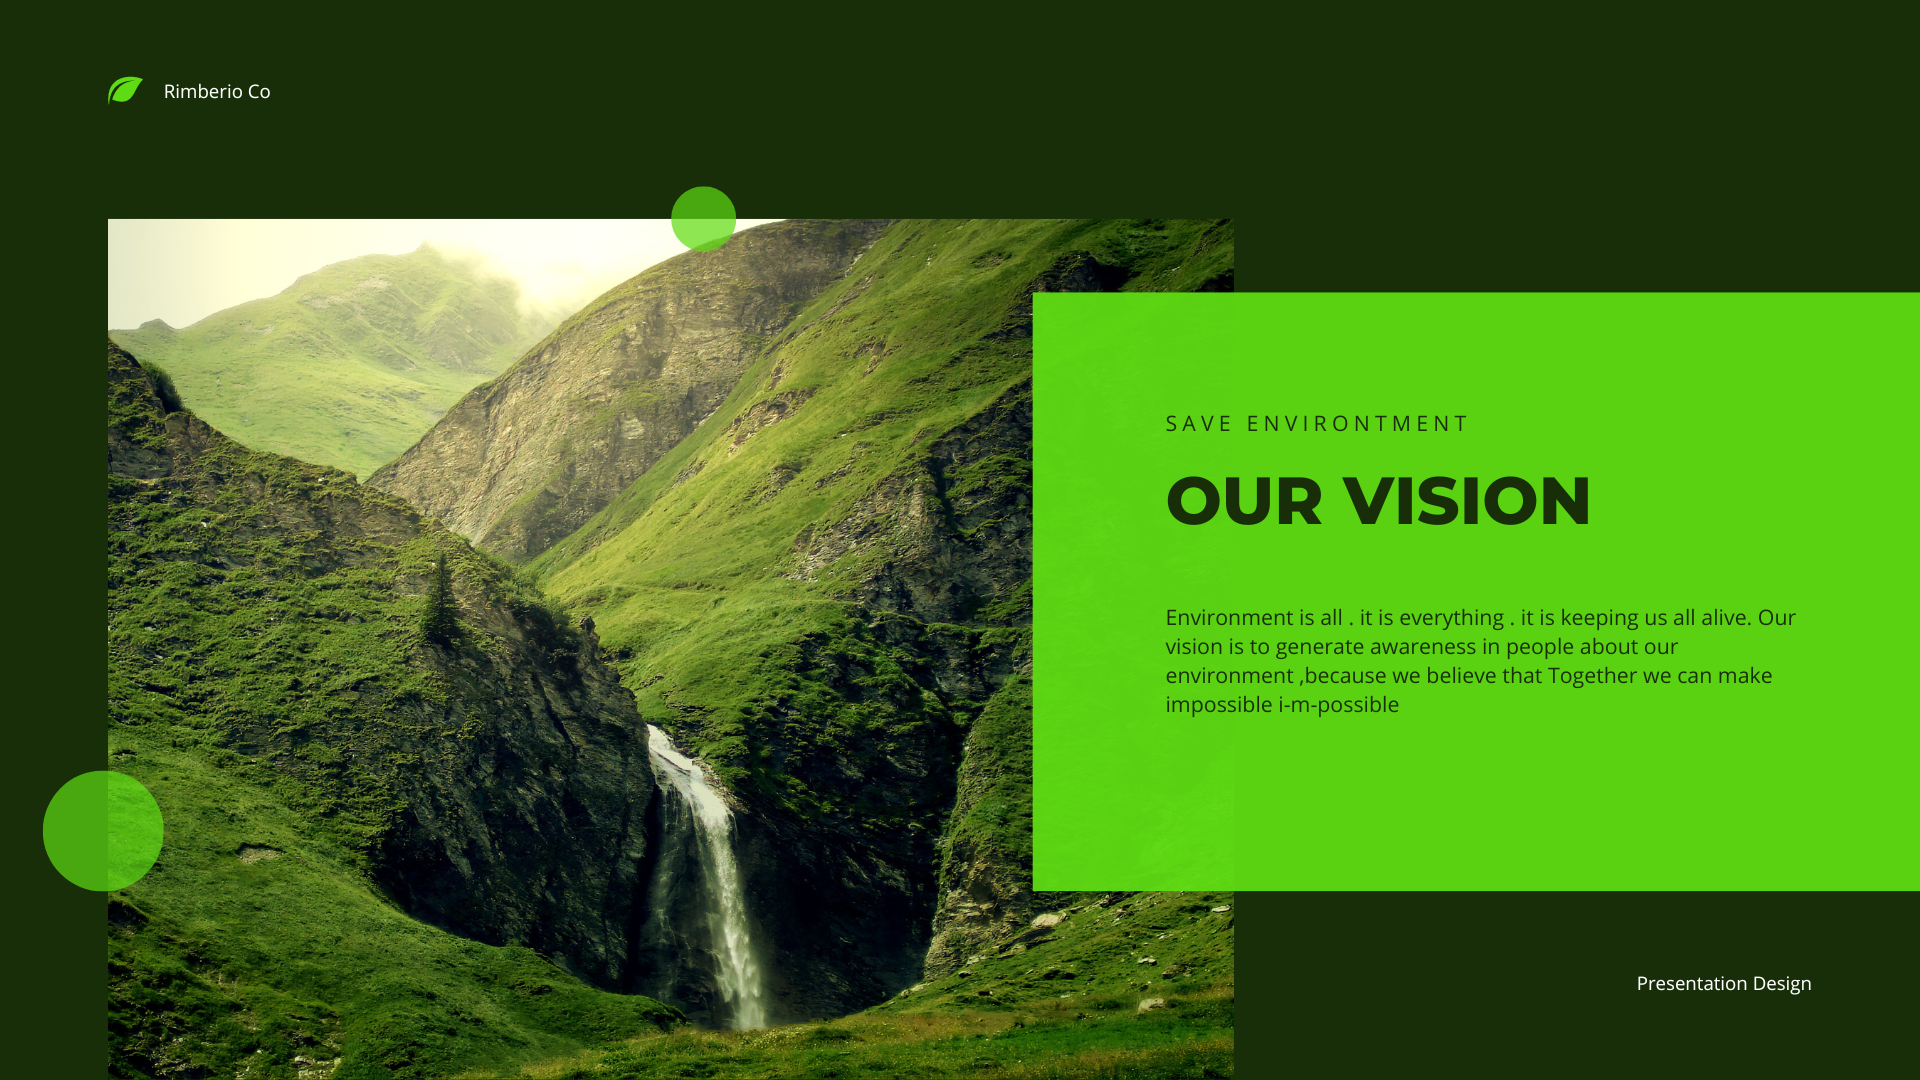 Rimberio Co
SAVE ENVIRONTMENT
OUR VISION
Environment is all . it is everything . it is keeping us all alive. Our
vision is to generate awareness in people about our
environment ,because we believe that Together we can make
impossible i-m-possible
Presentation Design